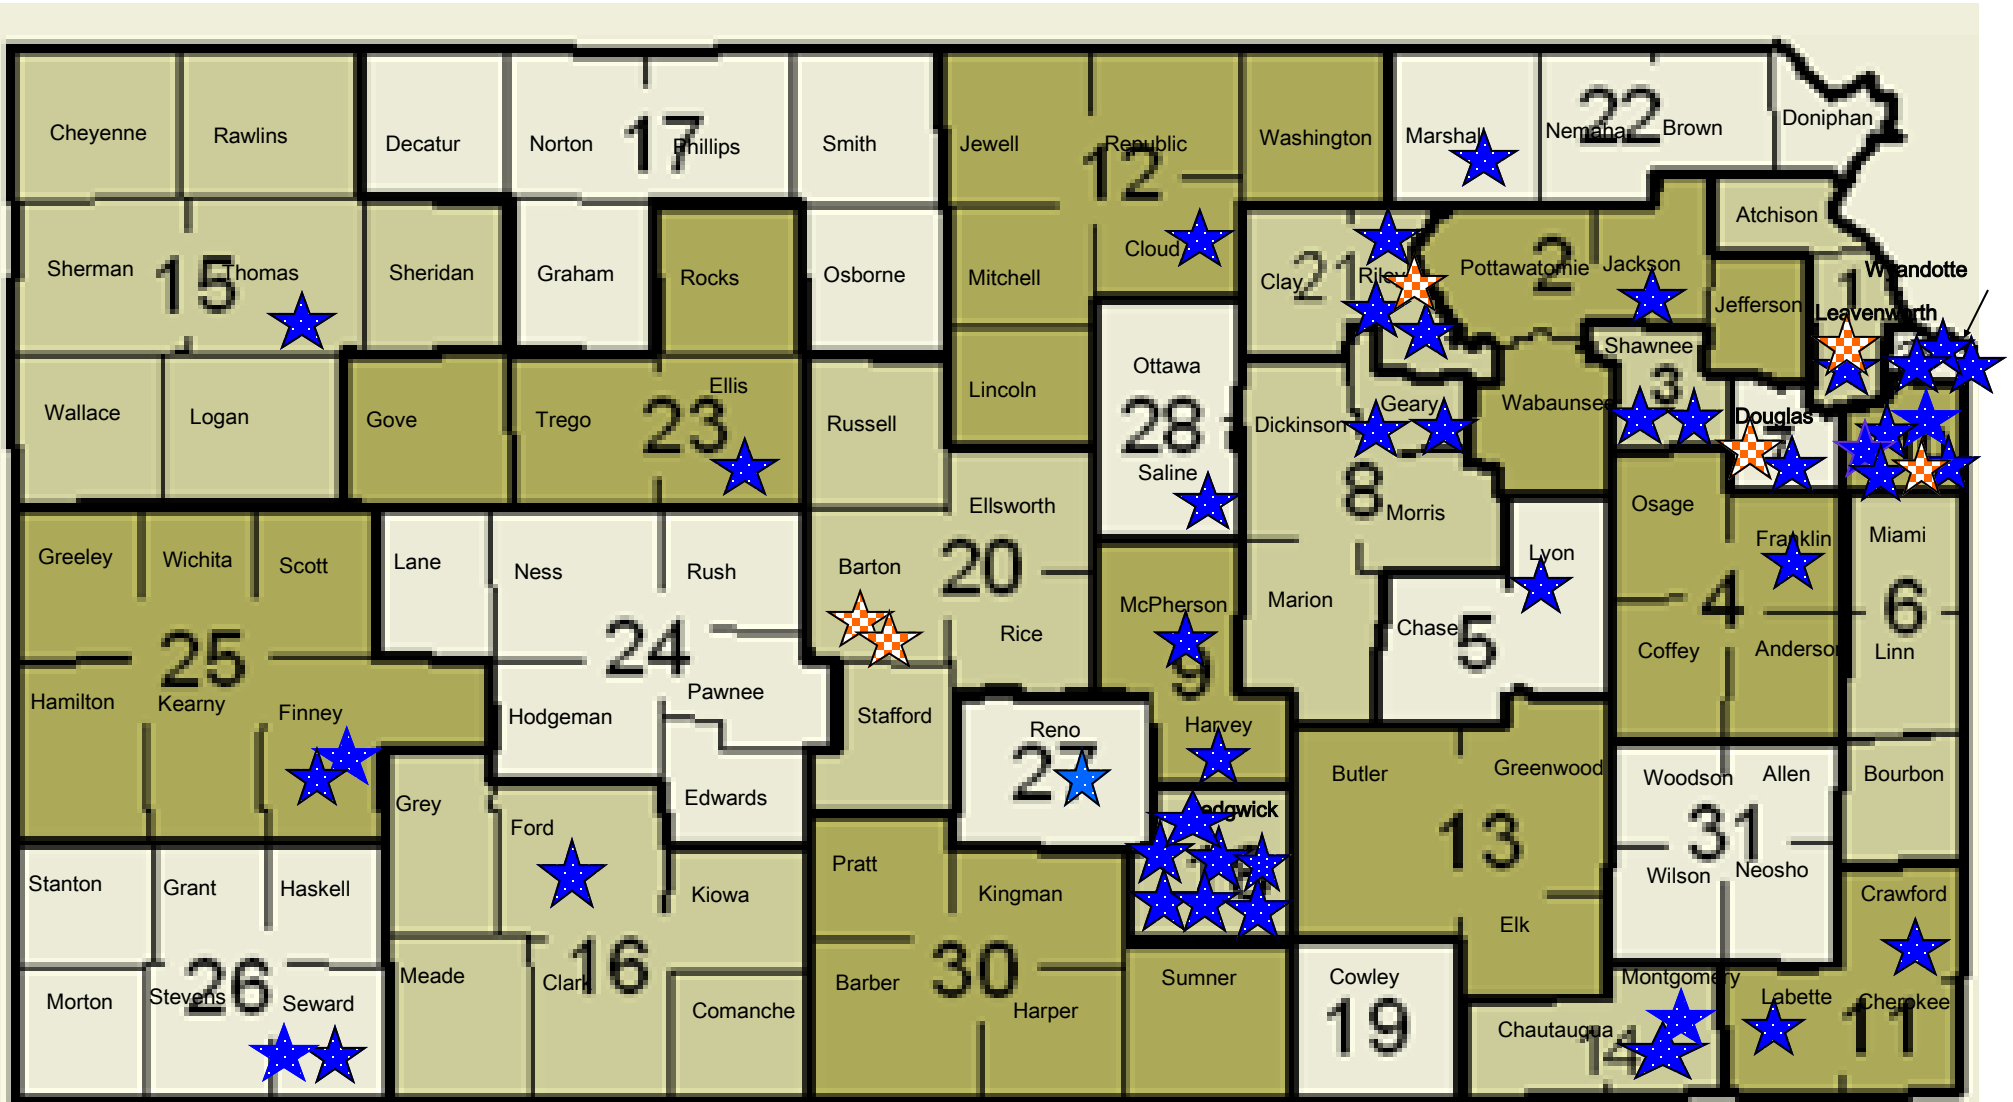 Cheyenne
Rawlins
Decatur
Norton
17
Phillips
Smith
Jewell
Republic
12
Washington
Marshall
Nemaha
22
Brown
Doniphan
Atchison
Sherman
15
Thomas
Sheridan
Graham
Rocks
Osborne
Mitchell
Cloud
Clay
21
Riley
Pottawatomie
2
Jackson
Jefferson
1
Wyandotte
Leavenworth
Wallace
Logan
Gove
Trego
Ellis
23
Russell
Lincoln
Ottawa
28
Saline
Dickinson
Geary
8
Morris
Wabaunsee
Shawnee
3
Douglas
Osage
Franklin
Miami
Greeley
Wichita
Scott
Lane
Ness
Rush
Barton
Ellsworth
20
Rice
McPherson
9
Marion
Lyon
Chase
5
4
Coffey
Anderson
6
Linn
25
24
Hamilton
Kearny
Finney
Hodgeman
Pawnee
Stafford
Reno
27
Harvey
Butler
Greenwood
13
Woodson
Allen
31
Bourbon
Grey
Ford
Edwards
Pratt
Kingman
edgwick
Wilson
Neosho
Crawford
Stanton
Grant
Haskell
Kiowa
Elk
26
Morton
Stevens
Seward
Meade
Clark
16
Comanche
Barber
30
Harper
Sumner
Cowley
19
Chautauqua
14
Montgomery
Labette
Cherokee
11